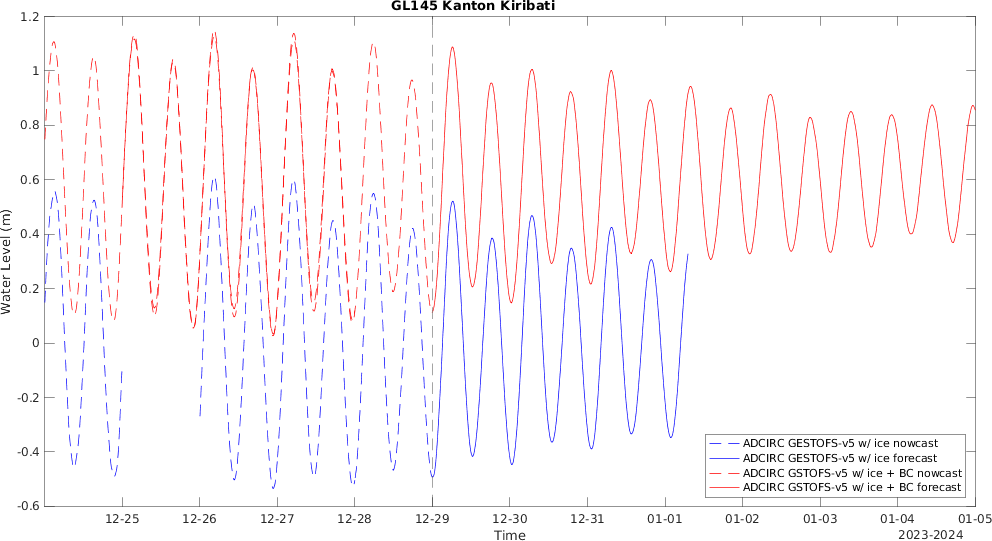 GL145 Kanton Kiribati
Water Level (m)
1.2
1
0.8
0.6
0.4
0.2
0
-0.2
-0.4
-0.6
12-25 12-26 12-27 12-28 12-29 12-30 12-31 01-01 01-02 01-03 01-04 01-05
Time
2023-2024
ADCIRC GESTOFS-v5 w/ ice nowcast
ADCIRC GESTOFS-v5 w/ ice forecast
ADCIRC GSTOFS-v5 w/ ice + BC nowcast
ADCIRC GSTOFS-v5 w/ ice + BC forecast